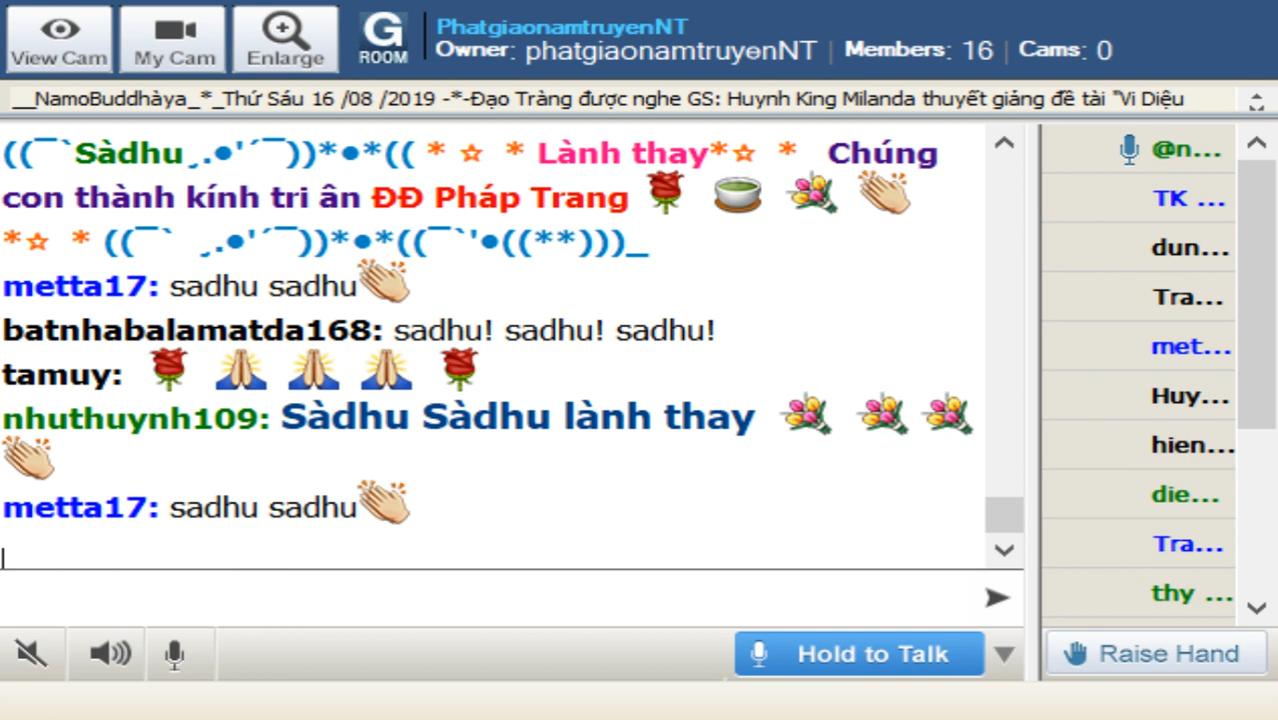 View Cam
My Cam
Enlarge
G
ROOM
PhatgiaonamtruyenNT
Owner: phatgiaonamtruyenNT | Members: 16 | Cams: 0
__NamoBuddhàya_*_Thứ Sáu 16 /08 /2019 -*-Đạo Tràng được nghe GS: Huynh King Milanda thuyết giảng đề tài "Vi Diệu
((¯`Sàdhu¸.●'´¯))*●*(( * ☆ * Lành thay*☆ * Chúng
con thành kính tri ân ĐĐ Pháp Trang 🌹 🍵 💐 👏
*☆ * ((¯` ¸.●'´¯))*●*((¯`'●((**)))_
metta17: sadhu sadhu👏
batnhabalamatda168: sadhu! sadhu! sadhu!
tamuy: 🌹 🙏 🙏 🙏 🌹
nhuthuynh109: Sàdhu Sàdhu lành thay 💐 💐 💐
👏
metta17: sadhu sadhu👏
@n...
TK ...
dun...
Tra...
met...
Huy...
hien...
die...
Tra...
thy ...
Hold to Talk
Raise Hand